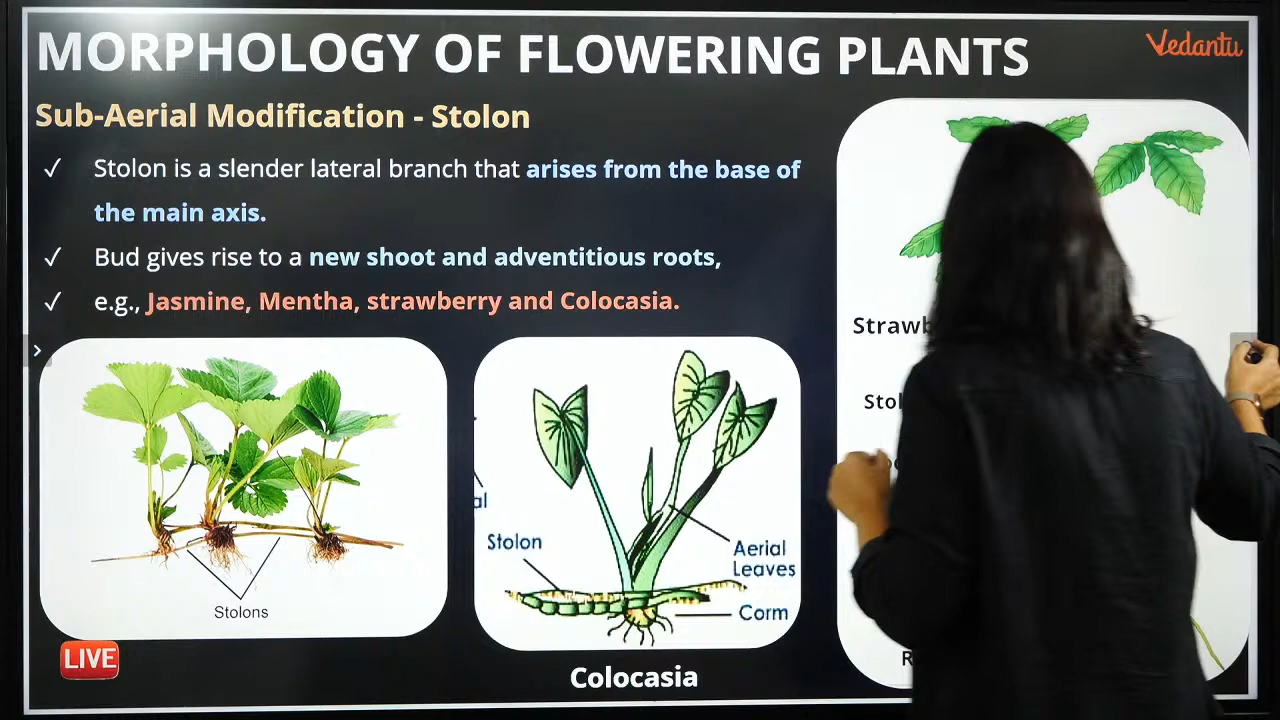 MORPHOLOGY OF FLOWERING PLANTS
Vedantu
Sub-Aerial Modification - Stolon
✓ Stolon is a slender lateral branch that arises from the base of
the main axis.
✓ Bud gives rise to a new shoot and adventitious roots,
✓ e.g., Jasmine, Mentha, strawberry and Colocasia.
Stolons
LIVE
al
Stolon
Aerial
Leaves
Corm
Colocasia